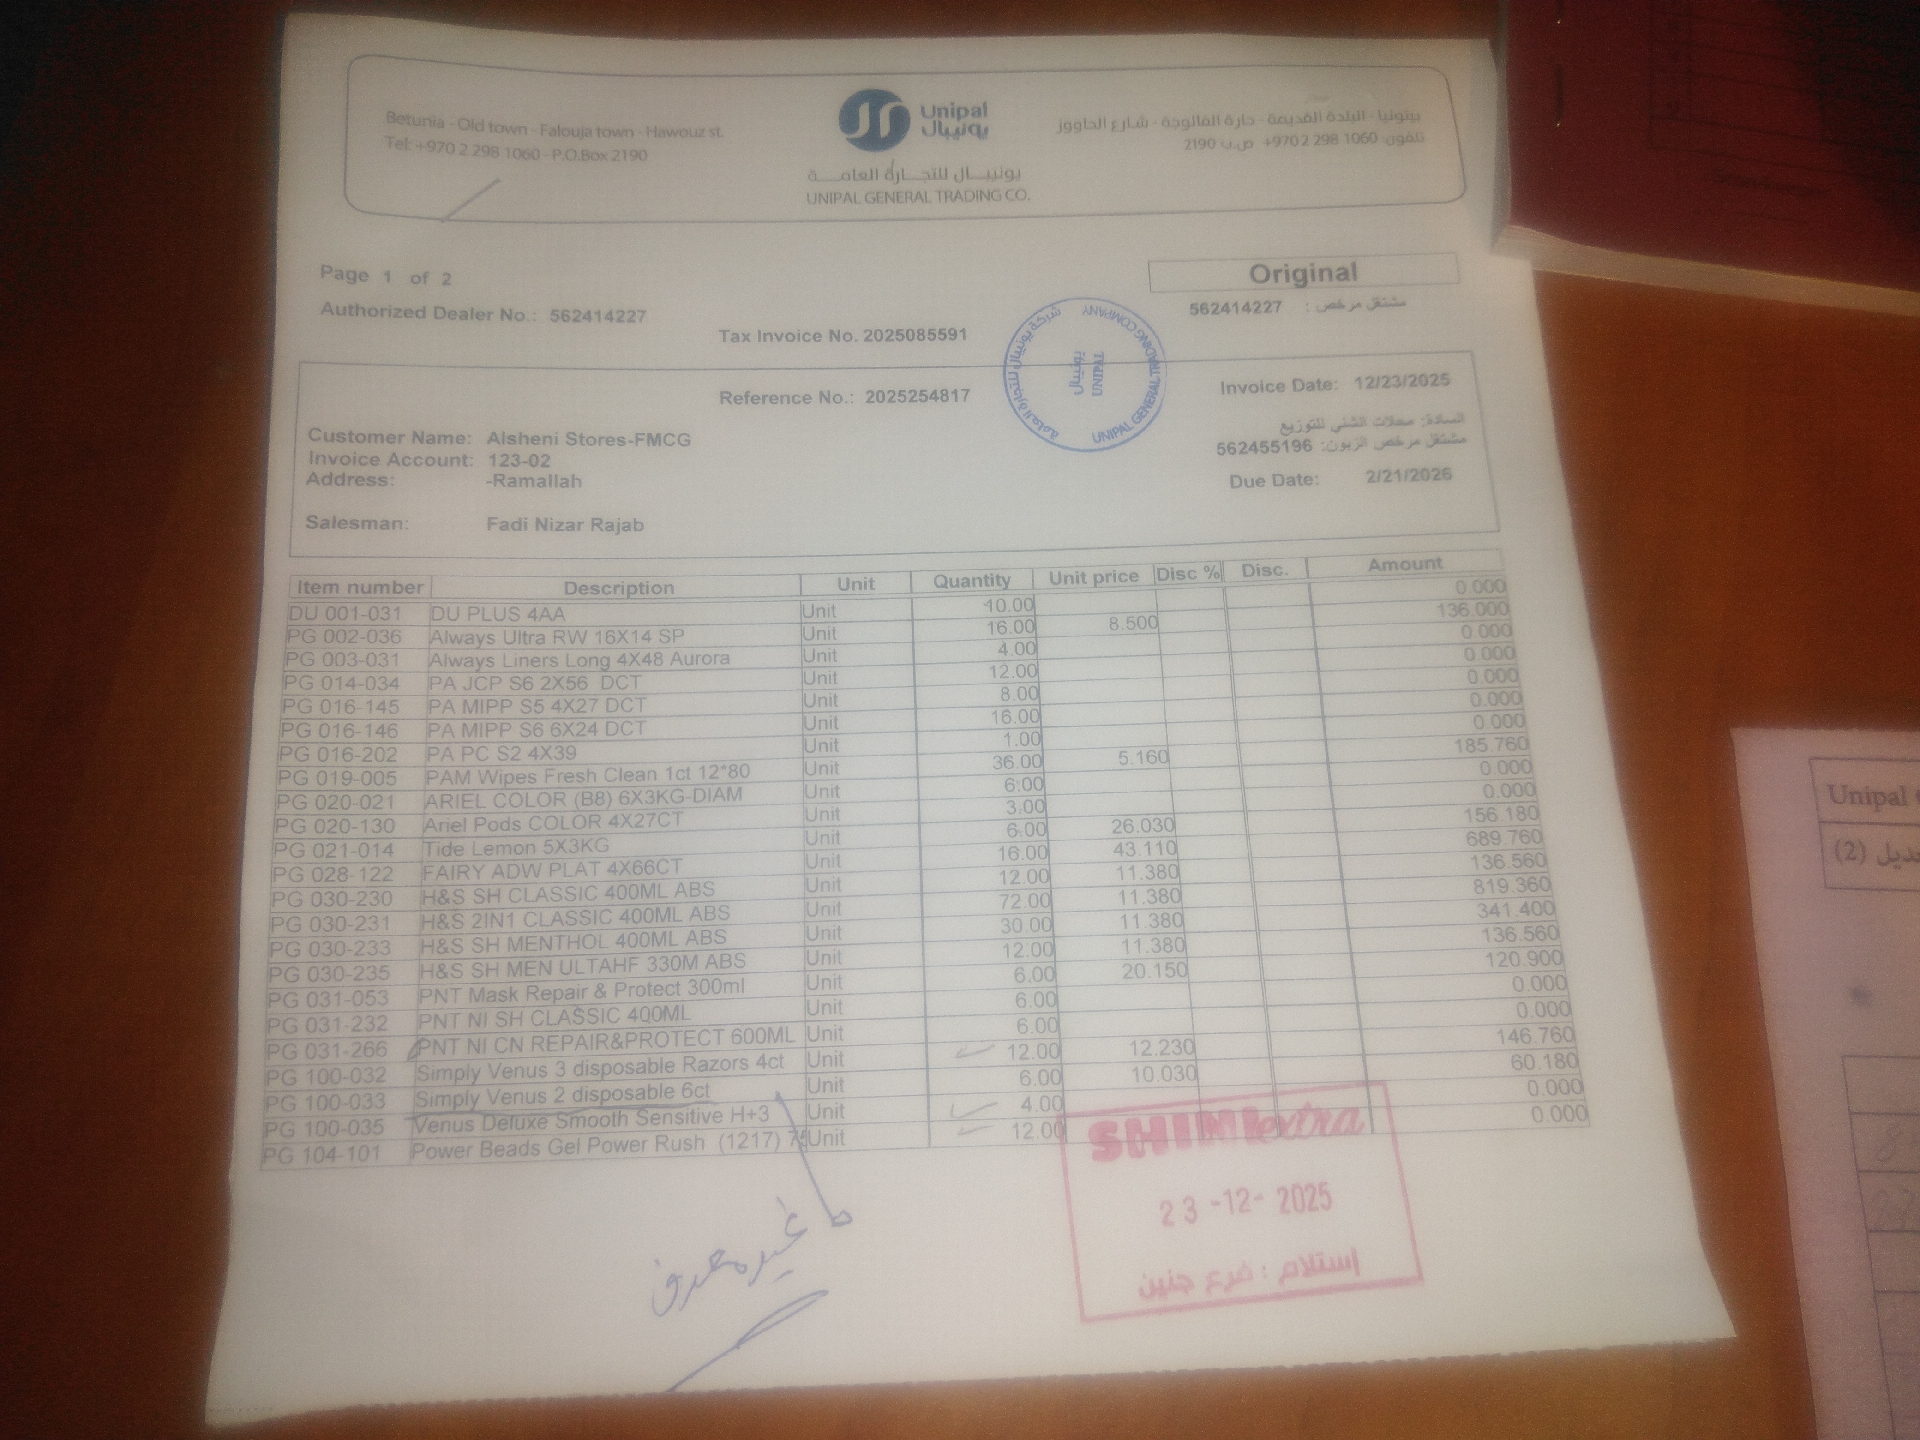 Betunia - Old town - Falouja town - Hawouz st.
Tel: +970 2 298 1060 - P.O.Box 2190
Unipal
يونيبال
يونيبال للتجارة العامة
UNIPAL GENERAL TRADING CO.
بيتونيا - البلدة القديمة - حارة الفالوجة - شارع الحاووز
تلفون: 1060 298 2 970+ ص.ب 2190
Page 1 of 2
Original
Authorized Dealer No.: 562414227
مشتغل مرخص : 562414227
Tax Invoice No. 2025085591
شركة يونيبال للتجارة العامة
UNIPAL GENERAL TRADING COMPANY
يونيبال
UNIPAL
Reference No.: 2025254817
Invoice Date: 12/23/2025
السادة: محلات الشني للتوزيع
Customer Name: Alsheni Stores-FMCG
مشتغل مرخص الزبون: 562455196
Invoice Account: 123-02
Address: -Ramallah
Due Date: 2/21/2026
Salesman: Fadi Nizar Rajab
Item number Description Unit Quantity Unit price Disc % Disc. Amount
DU 001-031 DU PLUS 4AA Unit 10.00 0.000
PG 002-036 Always Ultra RW 16X14 SP Unit 16.00 8.500 136.000
PG 003-031 Always Liners Long 4X48 Aurora Unit 4.00 0.000
PG 014-034 PA JCP S6 2X56 DCT Unit 12.00 0.000
PG 016-145 PA MIPP S5 4X27 DCT Unit 8.00 0.000
PG 016-146 PA MIPP S6 6X24 DCT Unit 16.00 0.000
PG 016-202 PA PC S2 4X39 Unit 1.00 0.000
PG 019-005 PAM Wipes Fresh Clean 1ct 12*80 Unit 36.00 5.160 185.760
PG 020-021 ARIEL COLOR (B8) 6X3KG-DIAM Unit 6.00 0.000
PG 020-130 Ariel Pods COLOR 4X27CT Unit 3.00 0.000
PG 021-014 Tide Lemon 5X3KG Unit 6.00 26.030 156.180
PG 028-122 FAIRY ADW PLAT 4X66CT Unit 16.00 43.110 689.760
PG 030-230 H&S SH CLASSIC 400ML ABS Unit 12.00 11.380 136.560
PG 030-231 H&S 2IN1 CLASSIC 400ML ABS Unit 72.00 11.380 819.360
PG 030-233 H&S SH MENTHOL 400ML ABS Unit 30.00 11.380 341.400
PG 030-235 H&S SH MEN ULTAHF 330M ABS Unit 12.00 11.380 136.560
PG 031-053 PNT Mask Repair & Protect 300ml Unit 6.00 20.150 120.900
PG 031-232 PNT NI SH CLASSIC 400ML Unit 6.00 0.000
PG 031-266 PNT NI CN REPAIR&PROTECT 600ML Unit 6.00 0.000
PG 100-032 Simply Venus 3 disposable Razors 4ct Unit 12.00 12.230 146.760
PG 100-033 Simply Venus 2 disposable 6ct Unit 6.00 10.030 60.180
PG 100-035 Venus Deluxe Smooth Sensitive H+3 Unit 4.00 0.000
PG 104-101 Power Beads Gel Power Rush (1217) 75 Unit 12.00 0.000
SHINI extra
23 -12- 2025
استلام : فرع جنين
غير معرف
Unipal
(2)